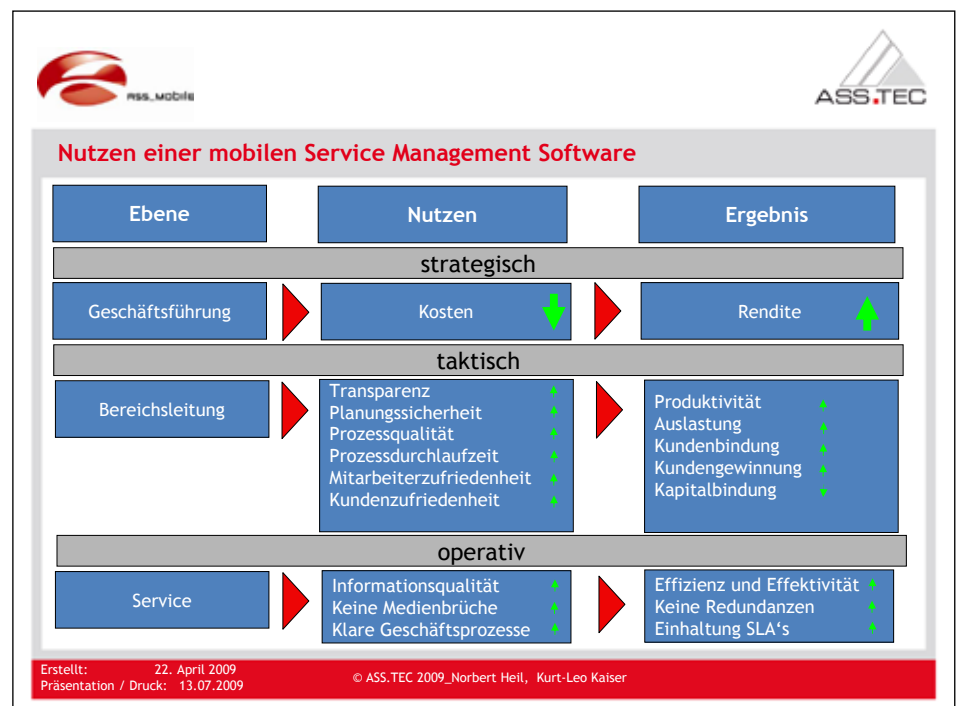 ASS_MOBILE
ASS.TEC
Nutzen einer mobilen Service Management Software
Ebene
Nutzen
Ergebnis
strategisch
Geschäftsführung
Kosten
Rendite
taktisch
Bereichsleitung
Transparenz
Planungssicherheit
Prozessqualität
Prozessdurchlaufzeit
Mitarbeiterzufriedenheit
Kundenzufriedenheit
Produktivität
Auslastung
Kundenbindung
Kundengewinnung
Kapitalbindung
operativ
Service
Informationsqualität
Keine Medienbrüche
Klare Geschäftsprozesse
Effizienz und Effektivität
Keine Redundanzen
Einhaltung SLA‘s
Erstellt: 22. April 2009
Präsentation / Druck: 13.07.2009
© ASS.TEC 2009_Norbert Heil, Kurt-Leo Kaiser